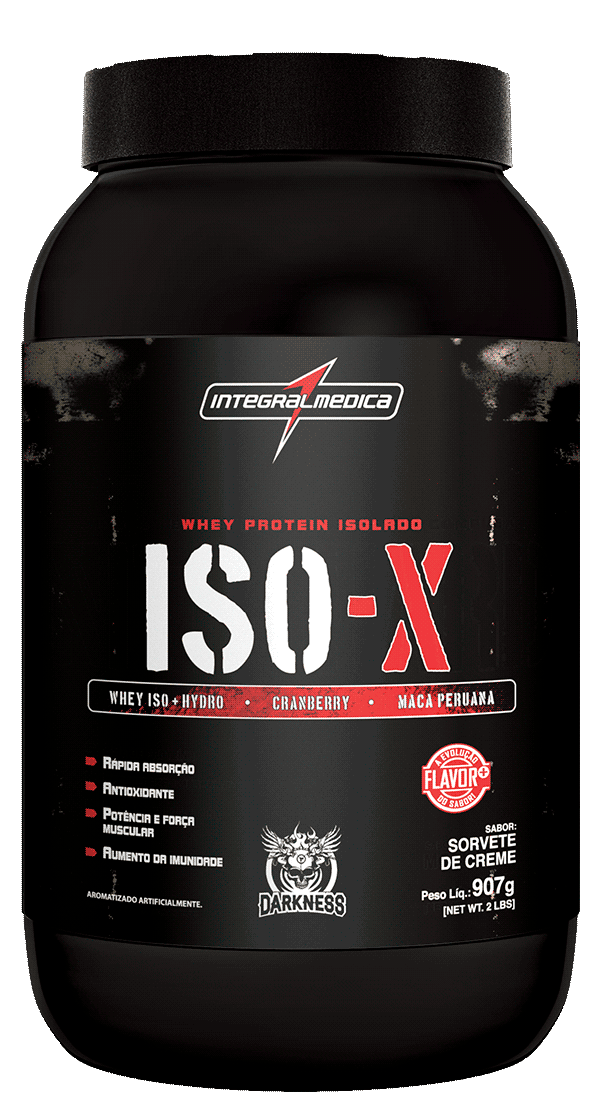 INTEGRALMEDICA
WHEY PROTEIN ISOLADO
ISO-X
WHEY ISO + HYDRO • CRANBERRY • MACA PERUANA
RÁPIDA ABSORÇÃO
ANTIOXIDANTE
POTÊNCIA E FORÇA
MUSCULAR
AUMENTO DA IMUNIDADE
AROMATIZADO ARTIFICIALMENTE.
DARKNESS
A EVOLUÇÃO
FLAVOR+
DO SABOR!
SABOR:
SORVETE
DE CREME
Peso Líq.: 907g
[NET WT. 2 LBS]